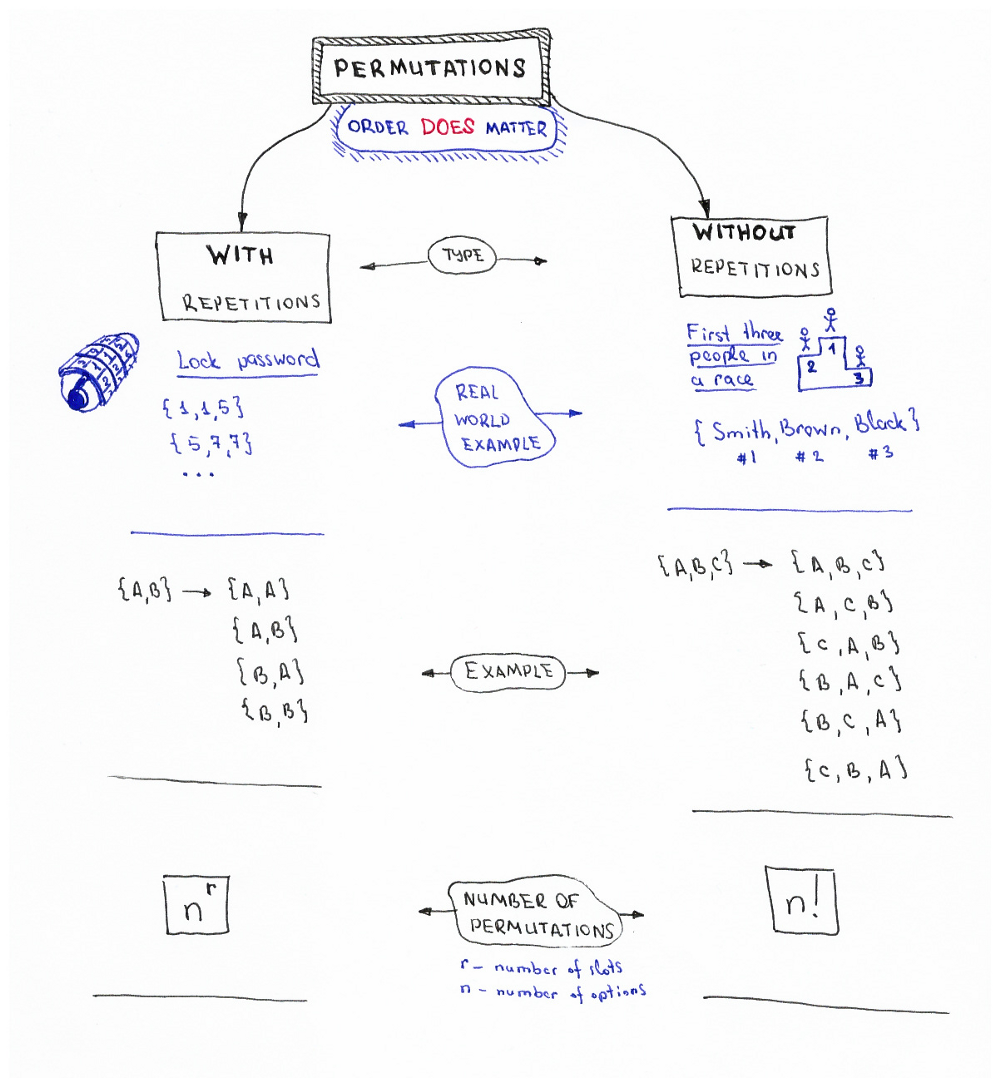 PERMUTATIONS
ORDER DOES MATTER
WITH
REPETITIONS
TYPE
WITHOUT
REPETITIONS
Lock password
{1,1,5}
{5,7,7}
...
REAL
WORLD
EXAMPLE
First three
people in
a race
1
2
3
{Smith, Brown, Black}
#1 #2 #3
{A,B} → {A,A}
{A,B}
{B,A}
{B,B}
EXAMPLE
{A,B,C} → {A,B,C}
{A,C,B}
{C,A,B}
{B,A,C}
{B,C,A}
{C,B,A}
nʳ
NUMBER OF
PERMUTATIONS
r - number of slots
n - number of options
n!